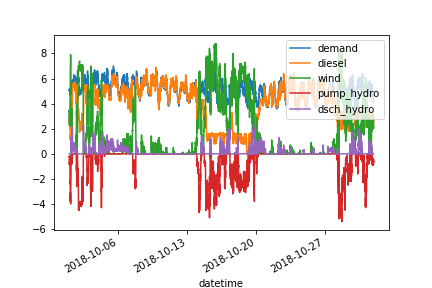 8
6
4
2
0
−2
−4
−6
demand
diesel
wind
pump_hydro
dsch_hydro
2018-10-06
2018-10-13
2018-10-20
2018-10-27
datetime